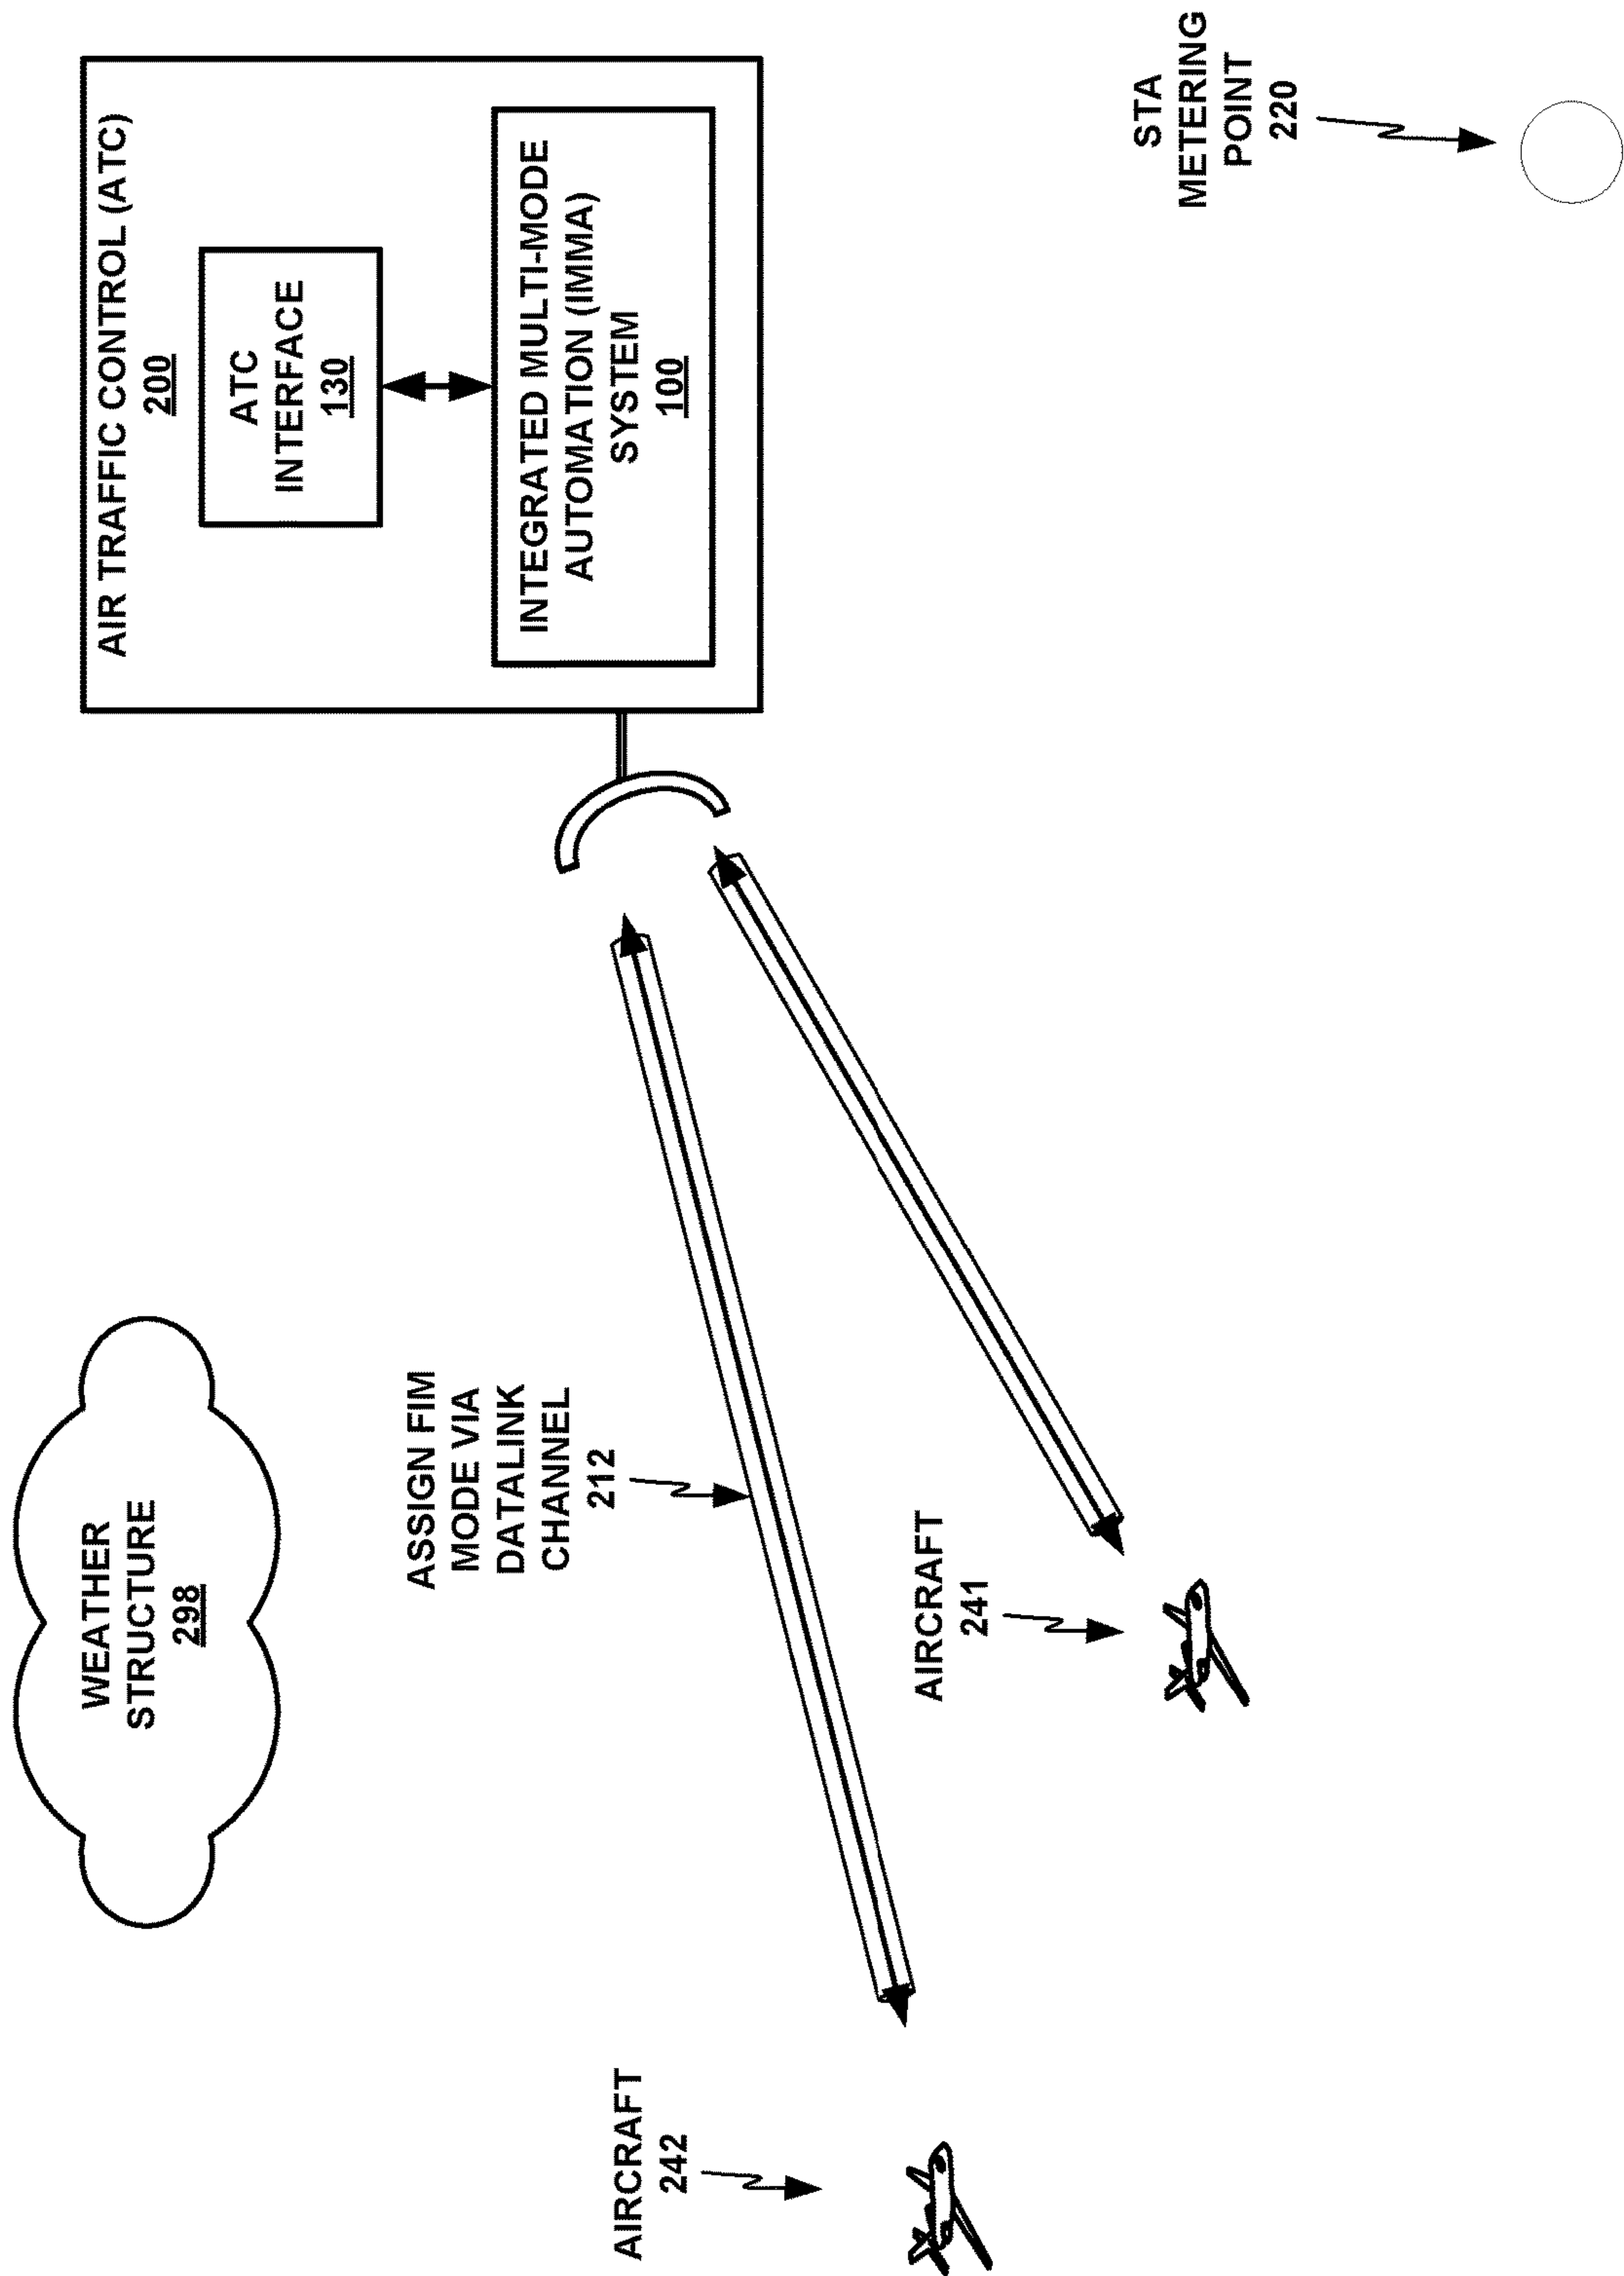 WEATHER
STRUCTURE
298
AIR TRAFFIC CONTROL (ATC)
200
ATC
INTERFACE
130
INTEGRATED MULTI-MODE
AUTOMATION (IMMA)
SYSTEM
100
ASSIGN FIM
MODE VIA
DATALINK
CHANNEL
212
AIRCRAFT
242
AIRCRAFT
241
STA
METERING
POINT
220